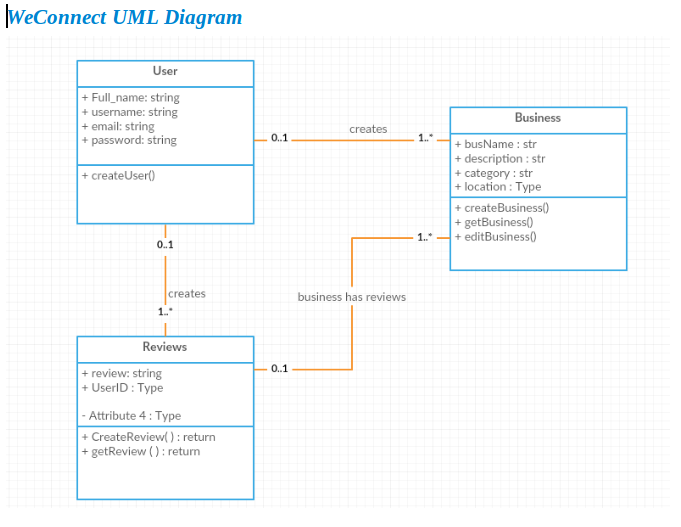 WeConnect UML Diagram
User
+ Full_name: string
+ username: string
+ email: string
+ password: string
+ createUser()
0..1
creates
1..*
Business
+ busName : str
+ description : str
+ category : str
+ location : Type
+ createBusiness()
+ getBusiness()
+ editBusiness()
0..1
creates
1..*
1..*
business has reviews
0..1
Reviews
+ review: string
+ UserID : Type
- Attribute 4 : Type
+ CreateReview( ) : return
+ getReview ( ) : return